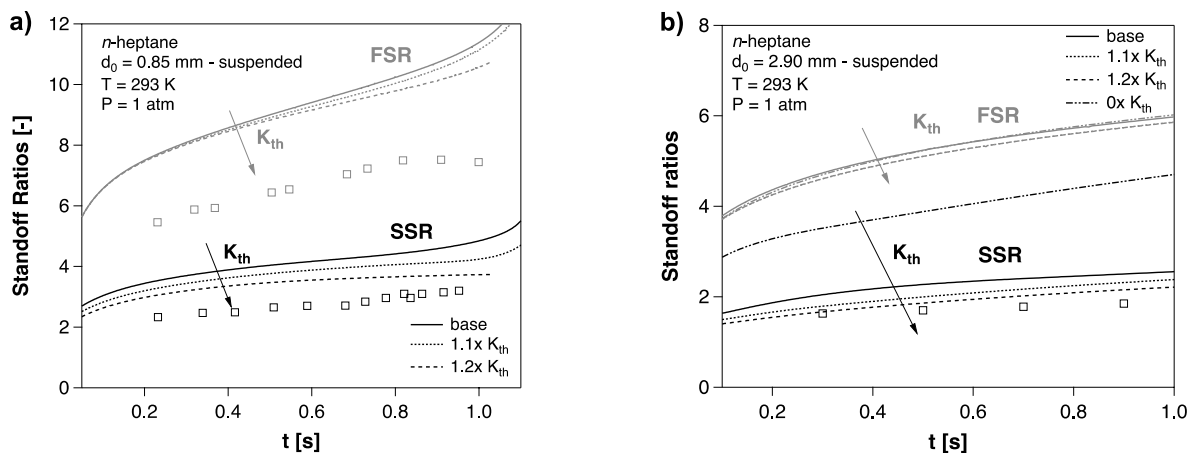 a)
n-heptane
d0 = 0.85 mm - suspended
T = 293 K
P = 1 atm
FSR
Kth
SSR
Kth
base
1.1x Kth
1.2x Kth
Standoff Ratios [-]
12
10
8
6
4
2
0
0.2
0.4
0.6
0.8
1.0
t [s]
b)
n-heptane
d0 = 2.90 mm - suspended
T = 293 K
P = 1 atm
base
1.1x Kth
1.2x Kth
0x Kth
FSR
Kth
Kth
SSR
Standoff ratios
8
6
4
2
0
0.2
0.4
0.6
0.8
1.0
t [s]